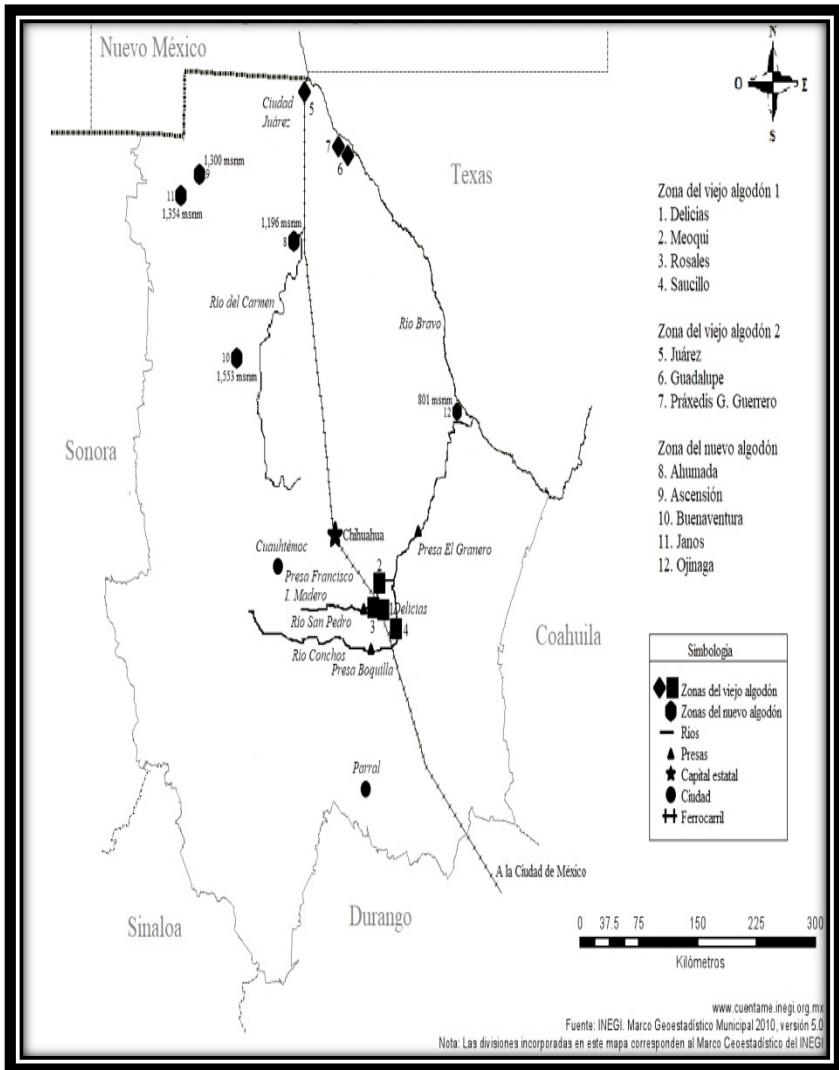 Nuevo México
N
O
E
S
Ciudad
Juárez
5
7
6
Texas
1,300 msnm
9
11
1,354 msnm
1,196 msnm
8
Río del Carmen
Río Bravo
10
1,553 msnm
801 msnm
12
Sonora
Chihuahua
Cuauhtémoc
Presa El Granero
Presa Francisco
I. Madero
2
1
Delicias
3
4
Río San Pedro
Río Conchos
Presa Boquilla
Coahuila
Parral
A la Ciudad de México
Sinaloa
Durango
Zona del viejo algodón 1
1. Delicias
2. Meoqui
3. Rosales
4. Saucillo
Zona del viejo algodón 2
5. Juárez
6. Guadalupe
7. Práxedis G. Guerrero
Zona del nuevo algodón
8. Ahumada
9. Ascensión
10. Buenaventura
11. Janos
12. Ojinaga
Simbología
Zonas del viejo algodón
Zonas del nuevo algodón
Ríos
Presas
Capital estatal
Ciudad
Ferrocarril
0 37.5 75 150 225 300
Kilómetros
www.cuentame.inegi.org.mx
Fuente: INEGI. Marco Geoestadístico Municipal 2010, versión 5.0
Nota: Las divisiones incorporadas en este mapa corresponden al Marco Geoestadístico del INEGI